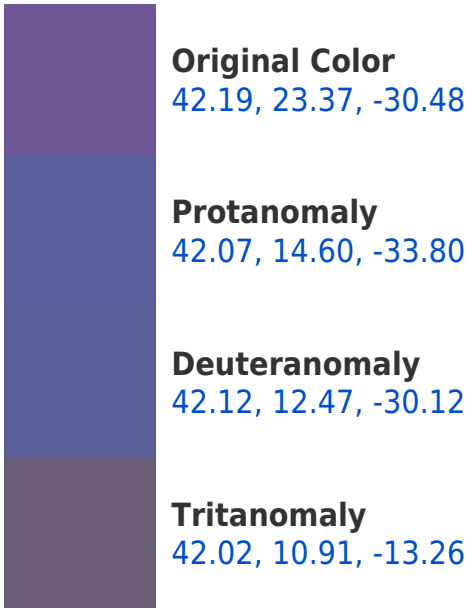 Original Color
42.19, 23.37, -30.48
Protanomaly
42.07, 14.60, -33.80
Deuteranomaly
42.12, 12.47, -30.12
Tritanomaly
42.02, 10.91, -13.26